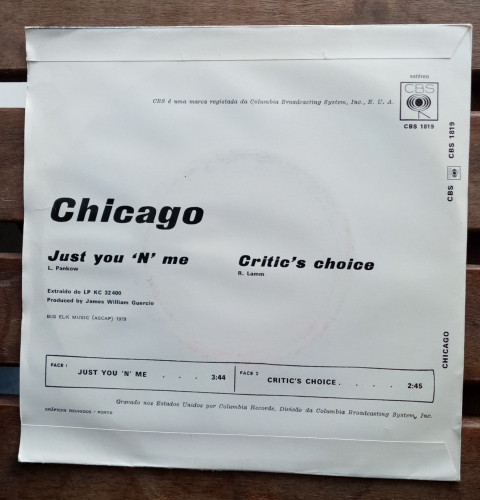 estéreo
CBS
CBS é uma marca registada da Columbia Broadcasting System, Inc., E. U. A.
CBS 1819
CBS CBS 1819
Chicago
Just you ‘N’ me
L. Pankow
Critic's choice
R. Lamm
Extraído do LP KC 32400
Produced by James William Guercio
BIG ELK MUSIC (ASCAP) 1973
CHICAGO
FACE 1
JUST YOU 'N' ME . . . . 3:44
FACE 2
CRITIC'S CHOICE . . . . . 2:45
Gravado nos Estados Unidos por Columbia Records, Divisão da Columbia Broadcasting System, Inc.
GRÁFICOS REUNIDOS - PORTO